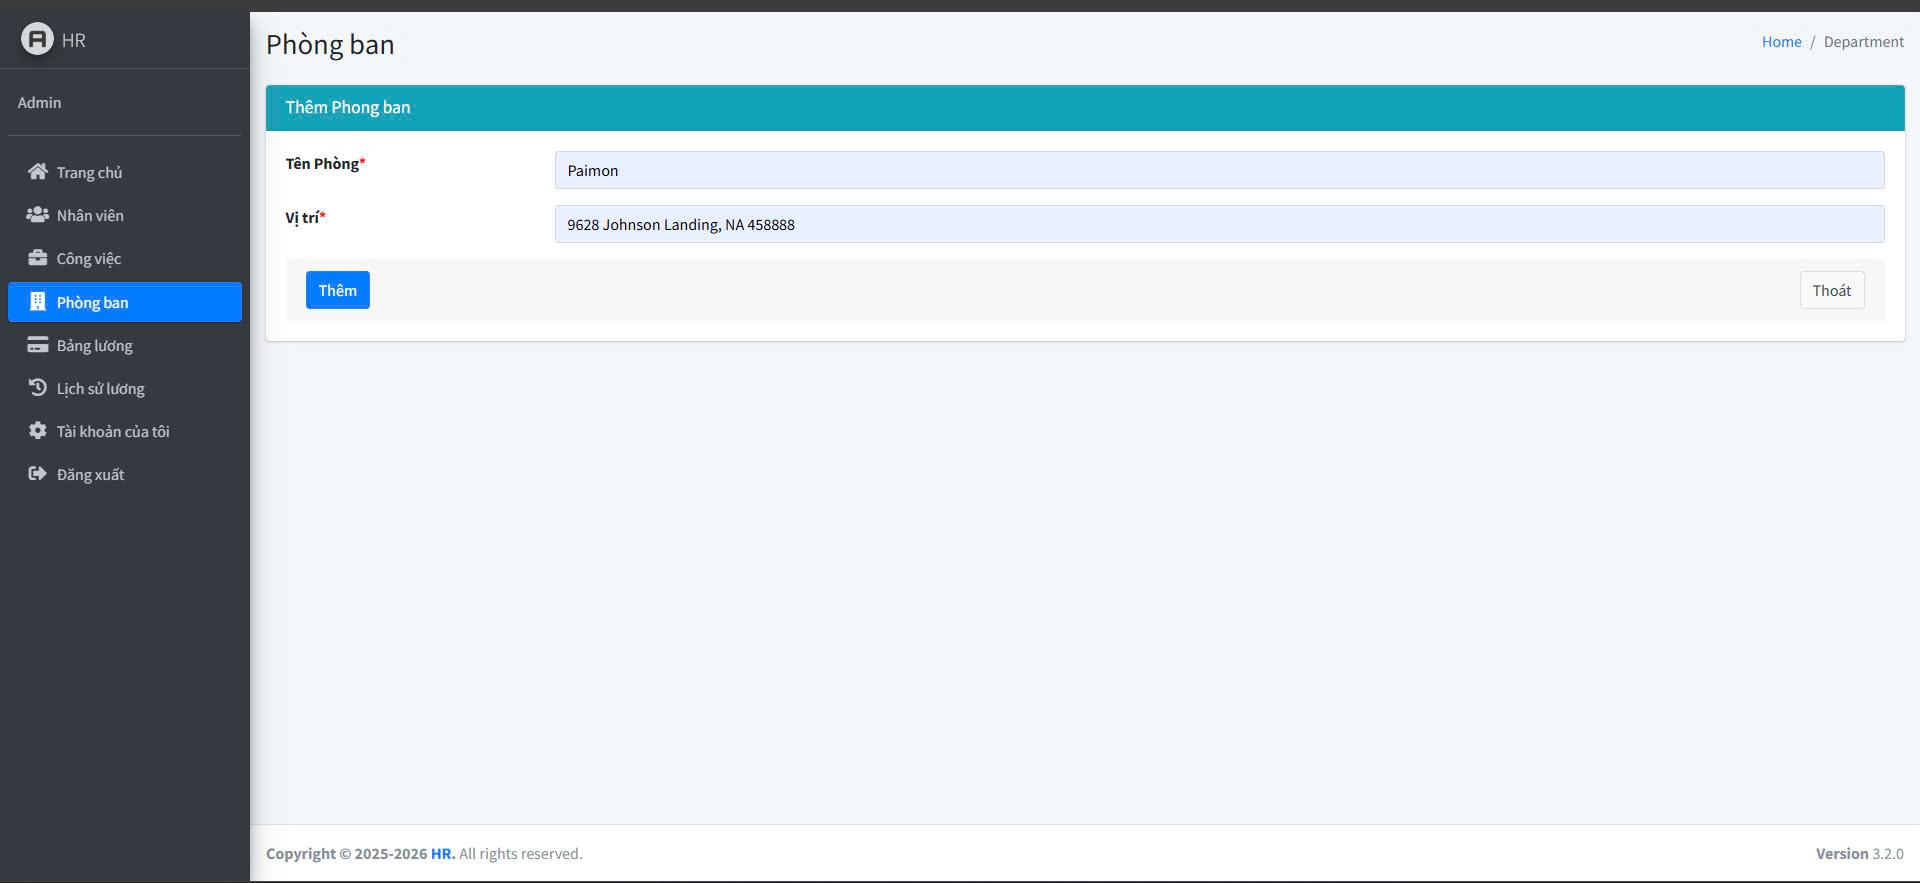 HR
Admin
Trang chủ
Nhân viên
Công việc
Phòng ban
Bảng lương
Lịch sử lương
Tài khoản của tôi
Đăng xuất
Phòng ban
Home / Department
Thêm Phong ban
Tên Phòng*
Paimon
Vị trí*
9628 Johnson Landing, NA 458888
Thêm
Thoát
Copyright © 2025-2026 HR. All rights reserved.
Version 3.2.0